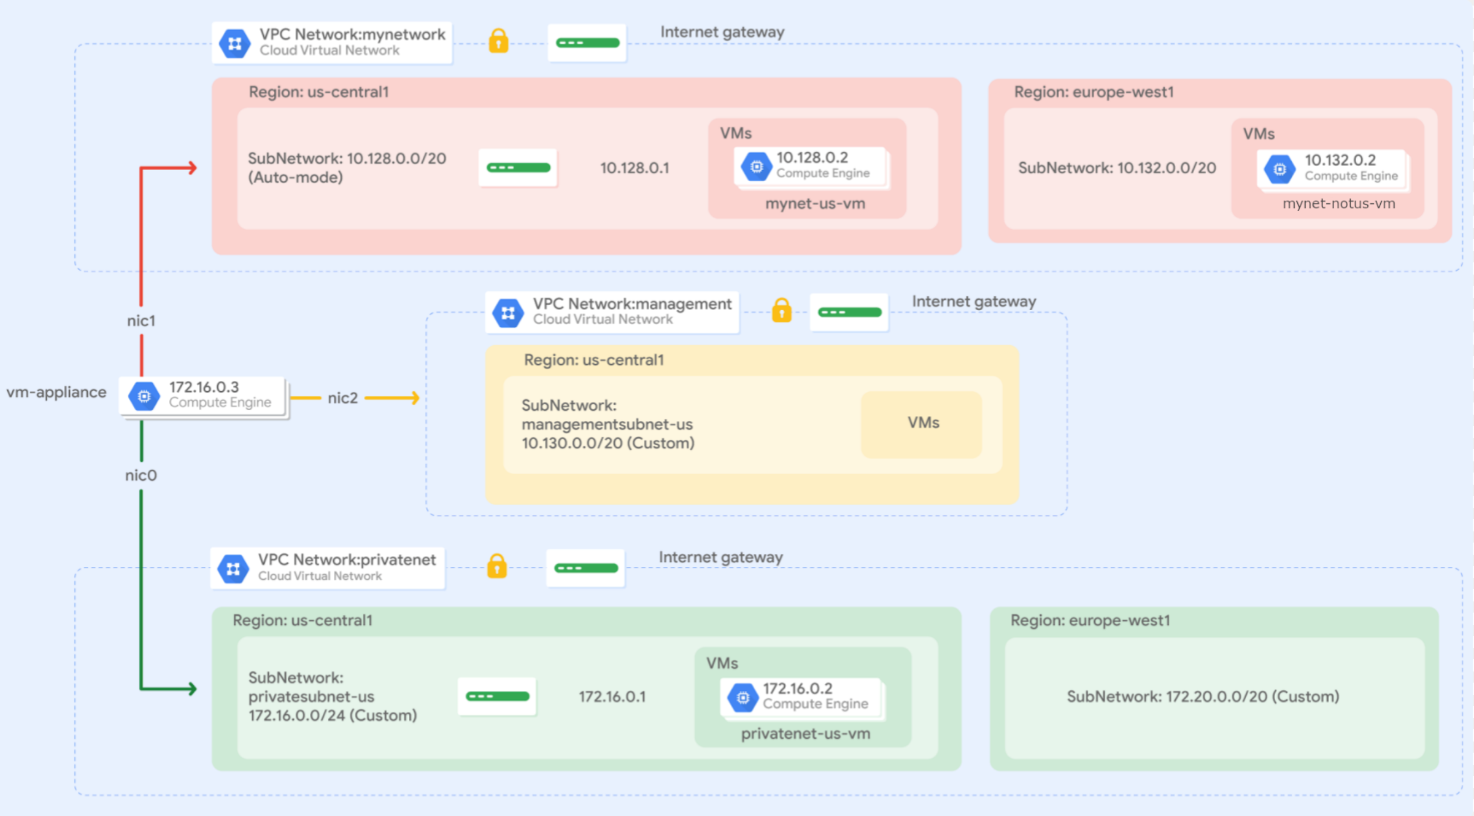 VPC Network:mynetwork
Cloud Virtual Network
Internet gateway
Region: us-central1
SubNetwork: 10.128.0.0/20
(Auto-mode)
10.128.0.1
VMs
10.128.0.2
Compute Engine
mynet-us-vm
Region: europe-west1
SubNetwork: 10.132.0.0/20
VMs
10.132.0.2
Compute Engine
mynet-notus-vm
nic1
vm-appliance
172.16.0.3
Compute Engine
nic2
nic0
VPC Network:management
Cloud Virtual Network
Internet gateway
Region: us-central1
SubNetwork:
managementsubnet-us
10.130.0.0/20 (Custom)
VMs
VPC Network:privatenet
Cloud Virtual Network
Internet gateway
Region: us-central1
SubNetwork:
privatesubnet-us
172.16.0.0/24 (Custom)
172.16.0.1
VMs
172.16.0.2
Compute Engine
privatenet-us-vm
Region: europe-west1
SubNetwork: 172.20.0.0/20 (Custom)